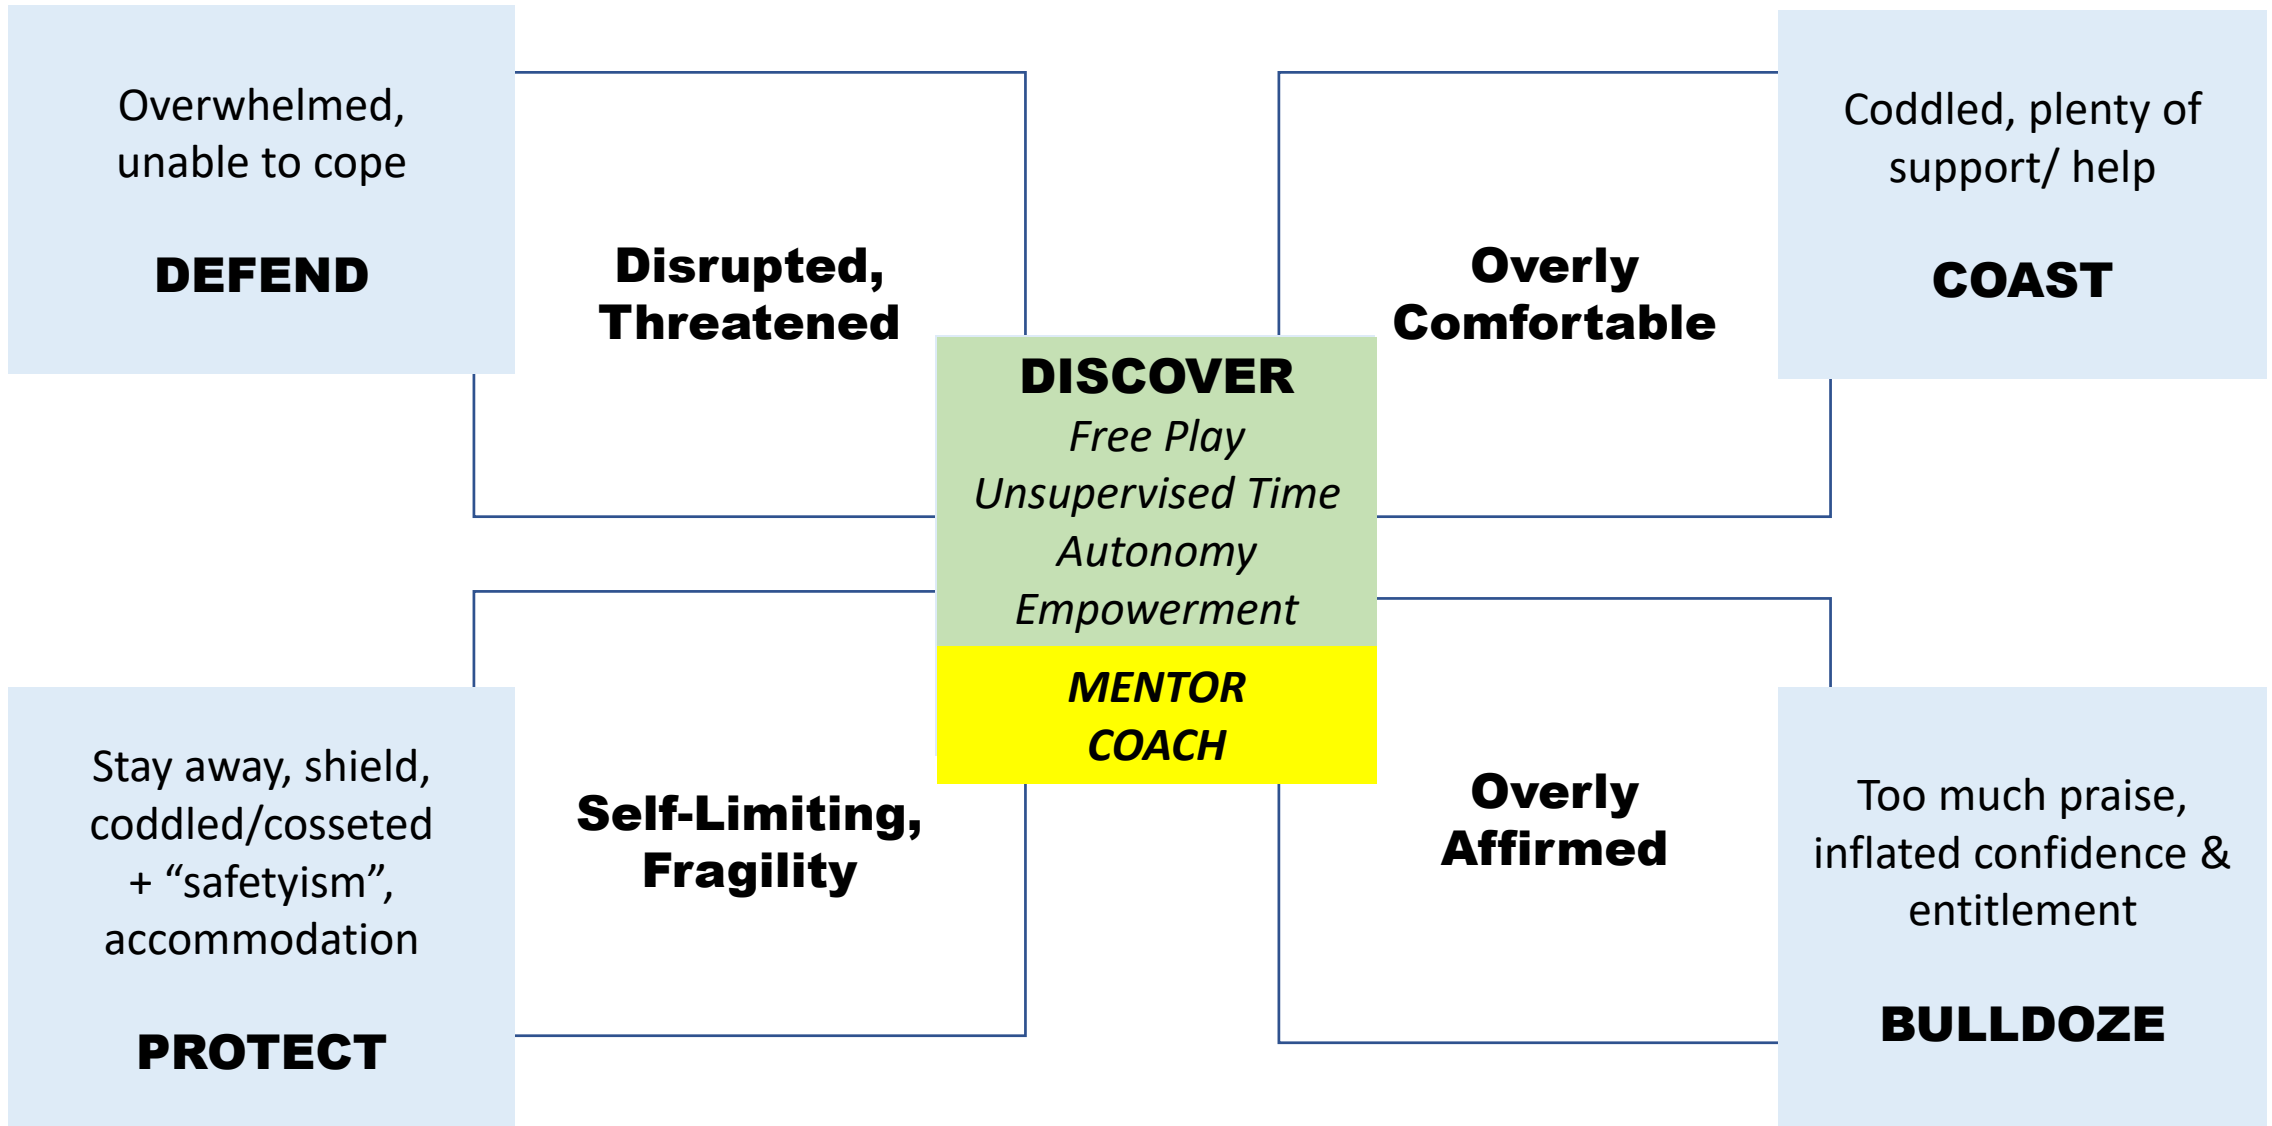 Overwhelmed,
unable to cope
DEFEND
Disrupted,
Threatened
Overly
Comfortable
Coddled, plenty of
support/ help
COAST
DISCOVER
Free Play
Unsupervised Time
Autonomy
Empowerment
MENTOR
COACH
Stay away, shield,
coddled/cosseted
+ “safetyism”,
accommodation
PROTECT
Self-Limiting,
Fragility
Overly
Affirmed
Too much praise,
inflated confidence &
entitlement
BULLDOZE